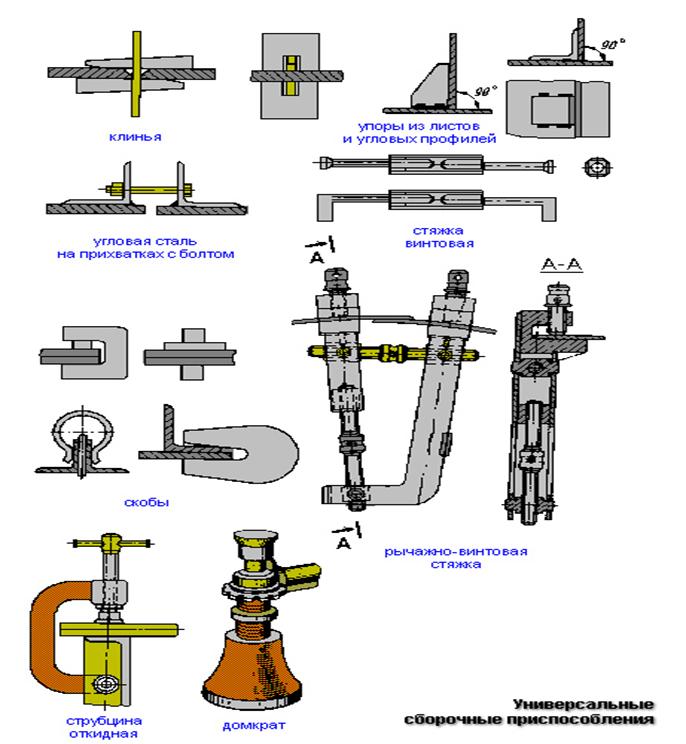 90°
90°
клинья
упоры из листов
и угловых профилей
угловая сталь
на прихватках с болтом
стяжка
винтовая
А
А-А
скобы
А
рычажно-винтовая
стяжка
струбцина
откидная
домкрат
Универсальные
сборочные приспособления